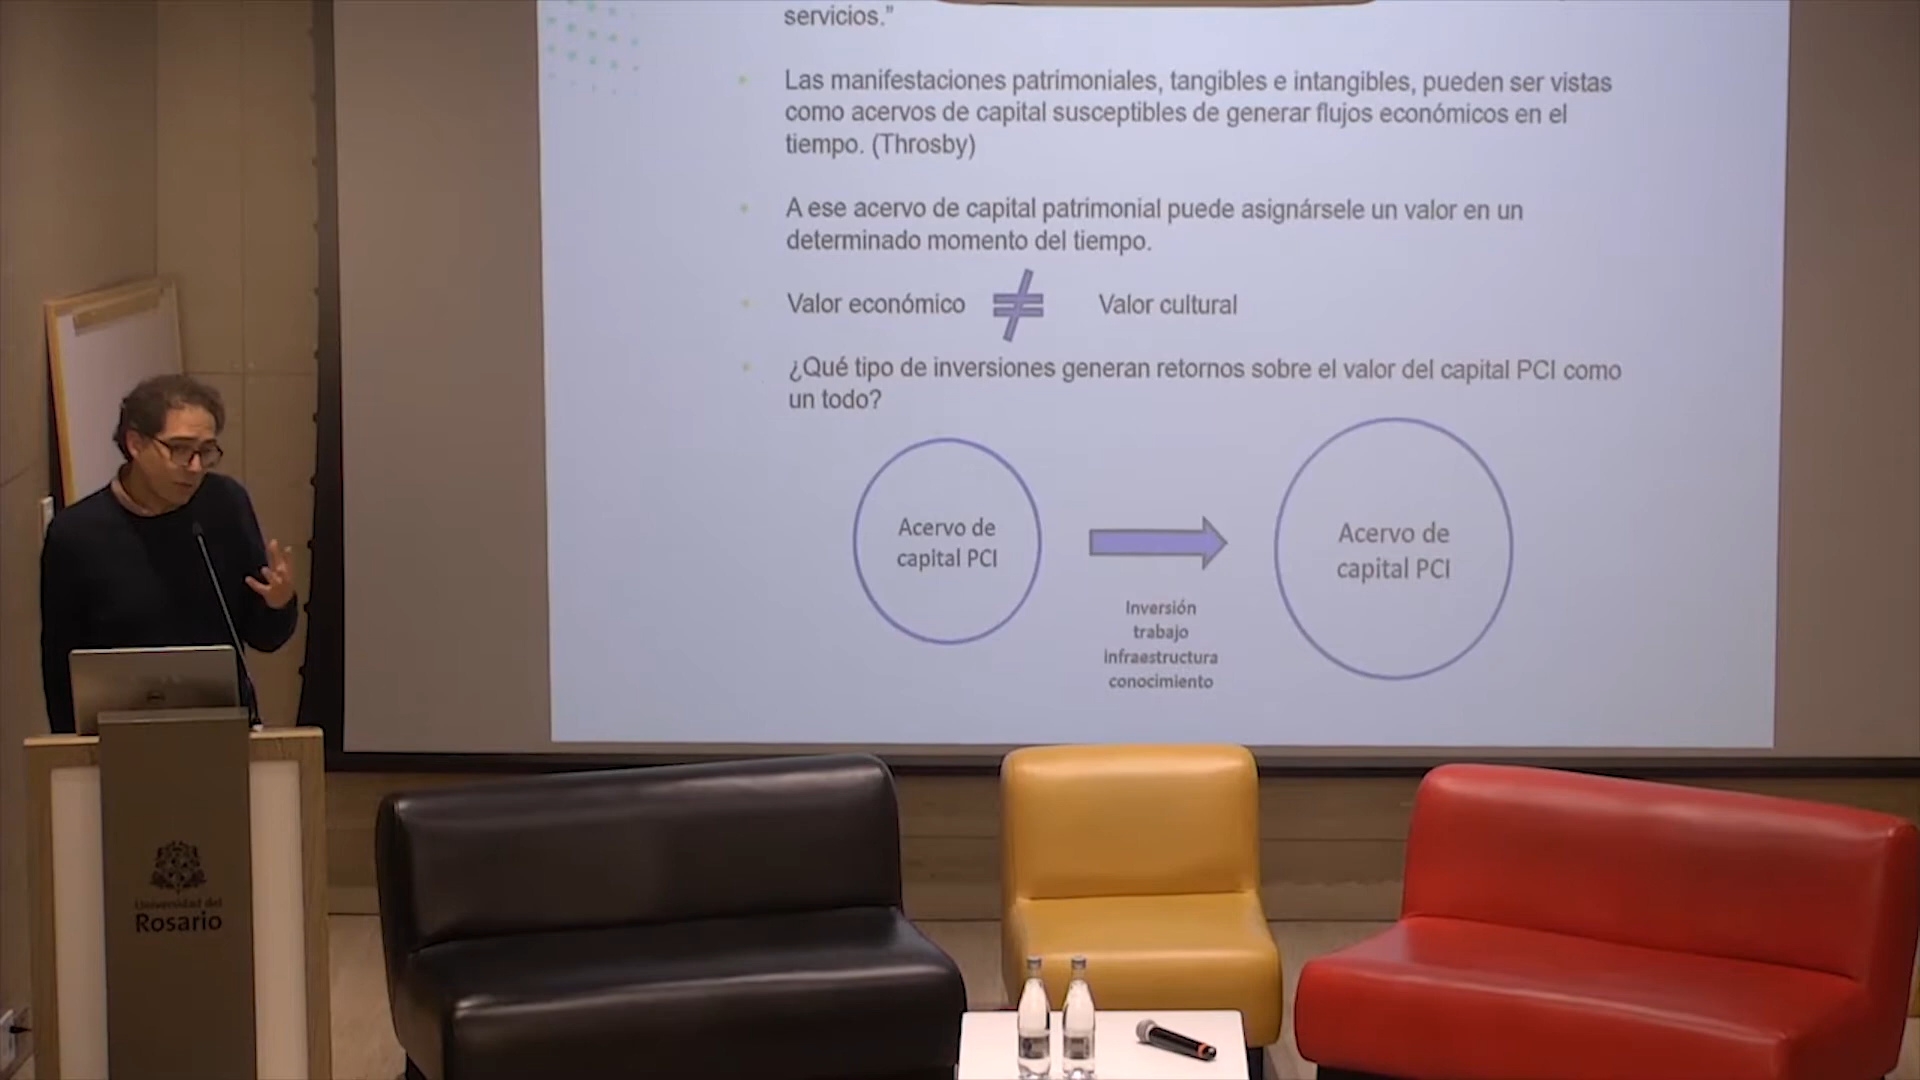 servicios.”
Las manifestaciones patrimoniales, tangibles e intangibles, pueden ser vistas
como acervos de capital susceptibles de generar flujos económicos en el
tiempo. (Throsby)
A ese acervo de capital patrimonial puede asignársele un valor en un
determinado momento del tiempo.
Valor económico ≠ Valor cultural
¿Qué tipo de inversiones generan retornos sobre el valor del capital PCI como
un todo?
Acervo de
capital PCI
Inversión
trabajo
infraestructura
conocimiento
Acervo de
capital PCI
Universidad del
Rosario